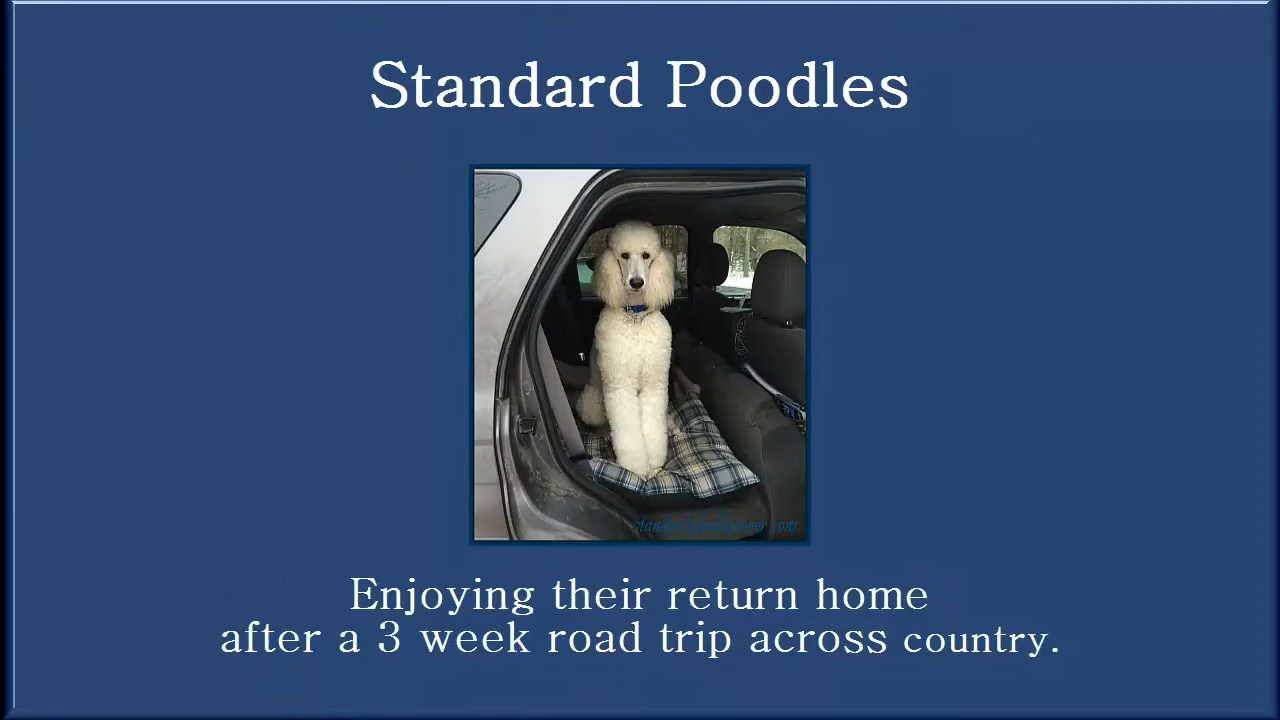 Standard Poodles
Enjoying their return home
after a 3 week road trip across country.